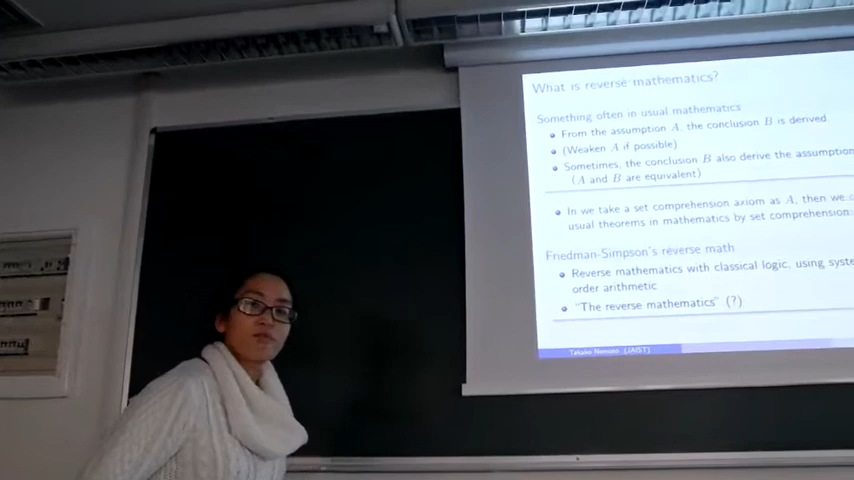 What is reverse mathematics?
Something often in usual mathematics
• From the assumption A, the conclusion B is derived.
• (Weaken A if possible)
• Sometimes, the conclusion B also derive the assumption
(A and B are equivalent)
• In we take a set comprehension axiom as A, then we
usual theorems in mathematics by set comprehension
Friedman-Simpson's reverse math
• Reverse mathematics with classical logic, using
order arithmetic
• "The reverse mathematics" (?)
Takako Nemoto (JAIST)